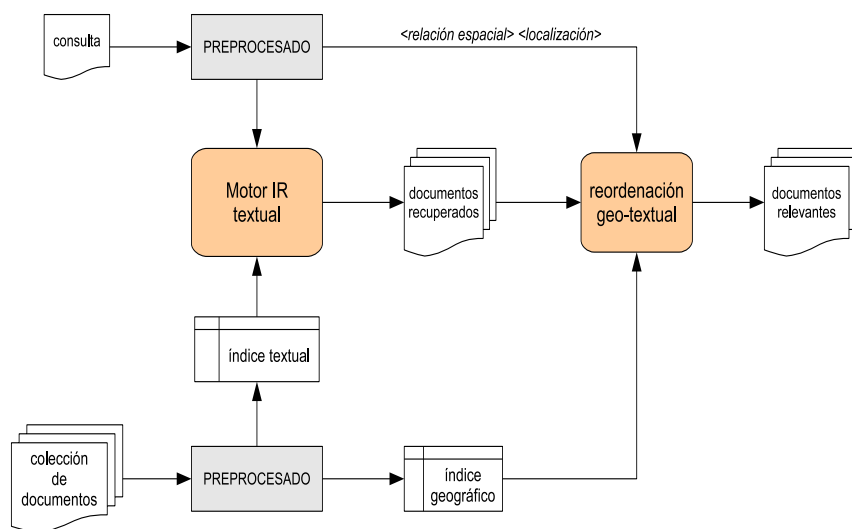 consulta
PREPROCESADO
<relación espacial> <localización>
Motor IR
textual
documentos
recuperados
reordenación
geo-textual
documentos
relevantes
índice textual
colección
de
documentos
PREPROCESADO
índice
geográfico